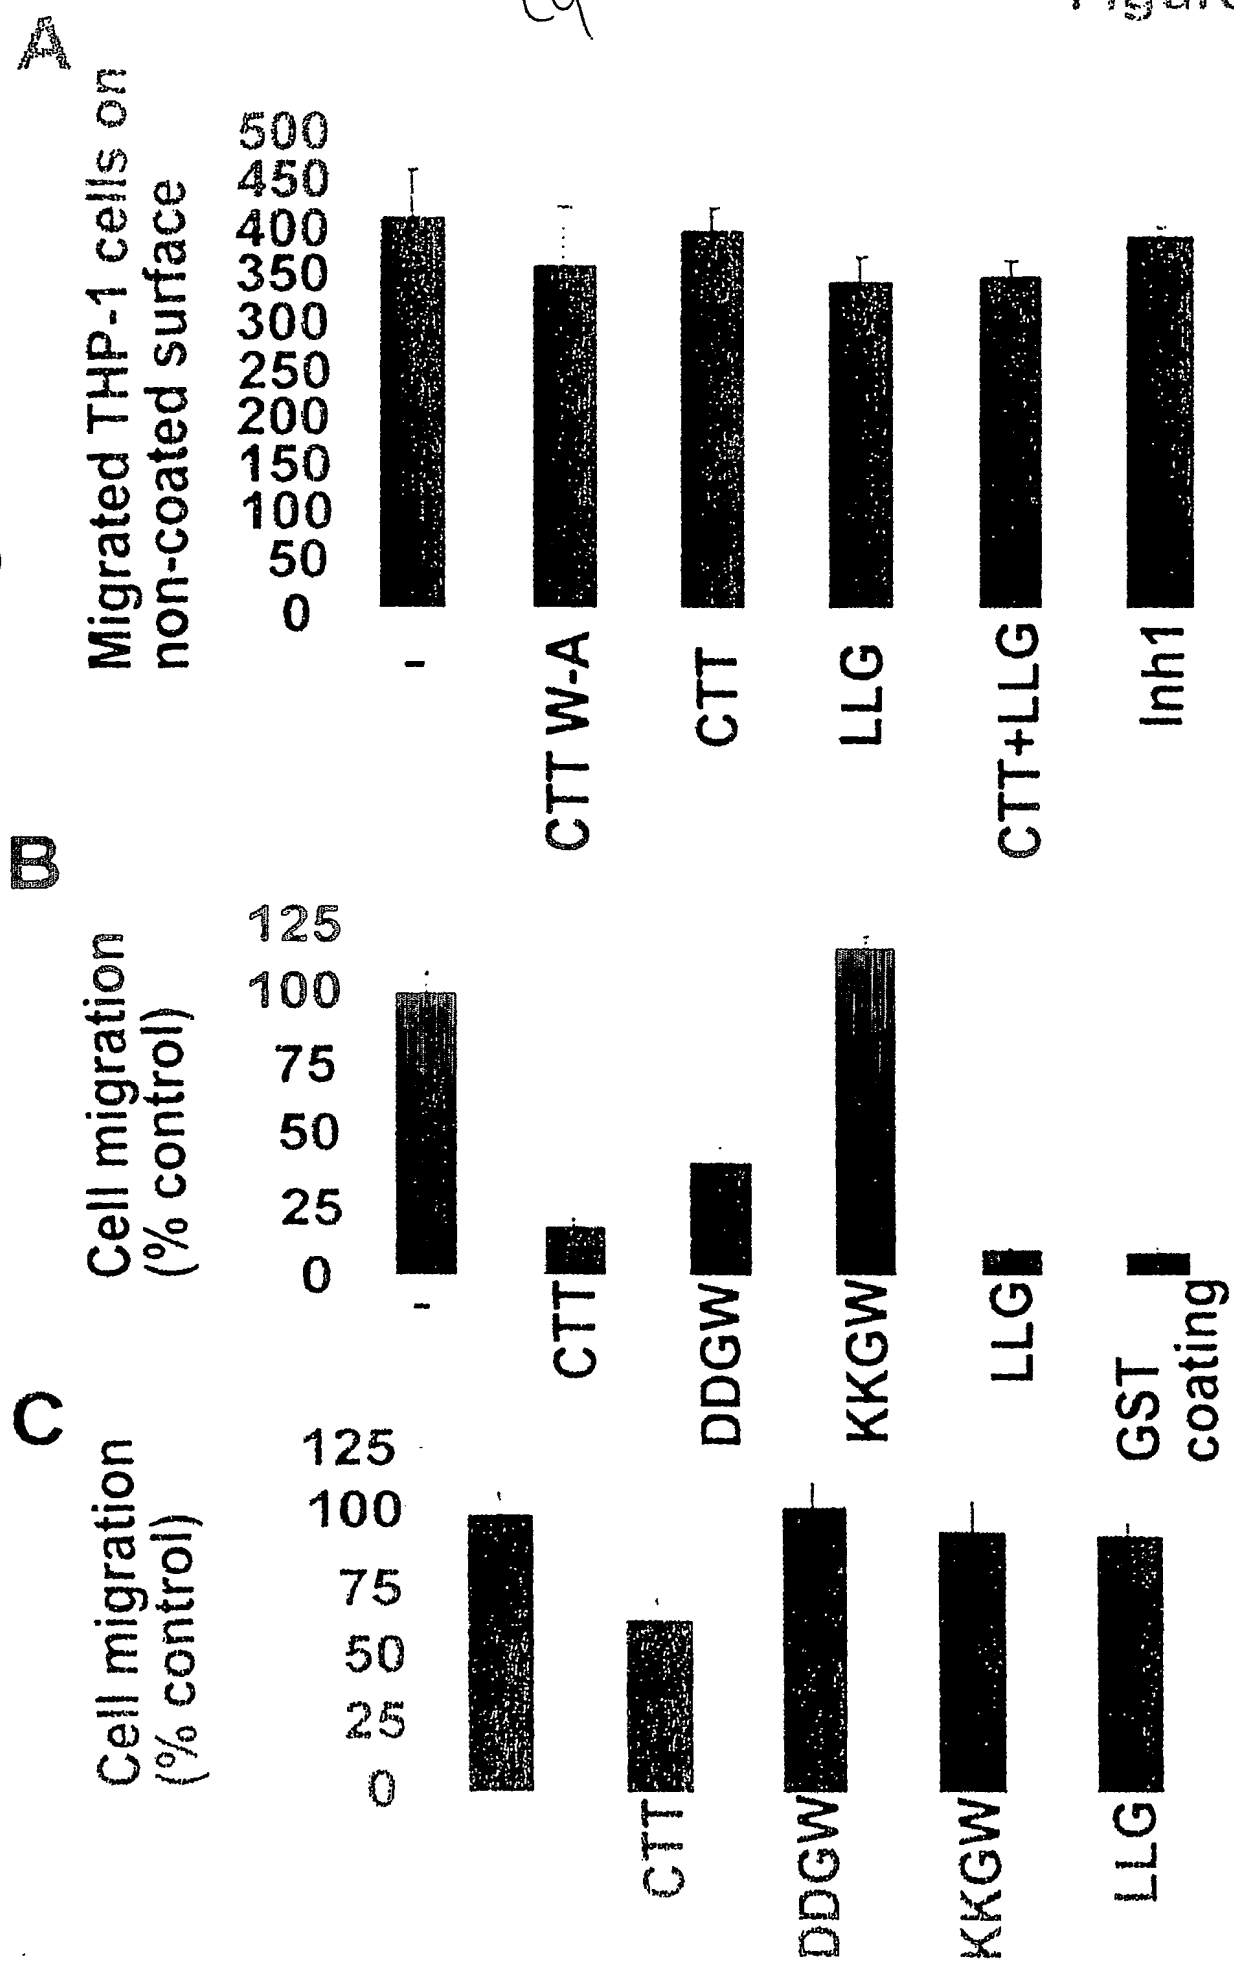 A
Migrated THP-1 cells on
non-coated surface
500
450
400
350
300
250
200
150
100
50
0
-
CTT W-A
CTT
LLG
CTT+LLG
Inh1
B
Cell migration
(% control)
125
100
75
50
25
0
-
CTT
DDGW
KKGW
LLG
GST
coating
C
Cell migration
(% control)
125
100
75
50
25
0
CTT
DDGW
KKGW
LLG